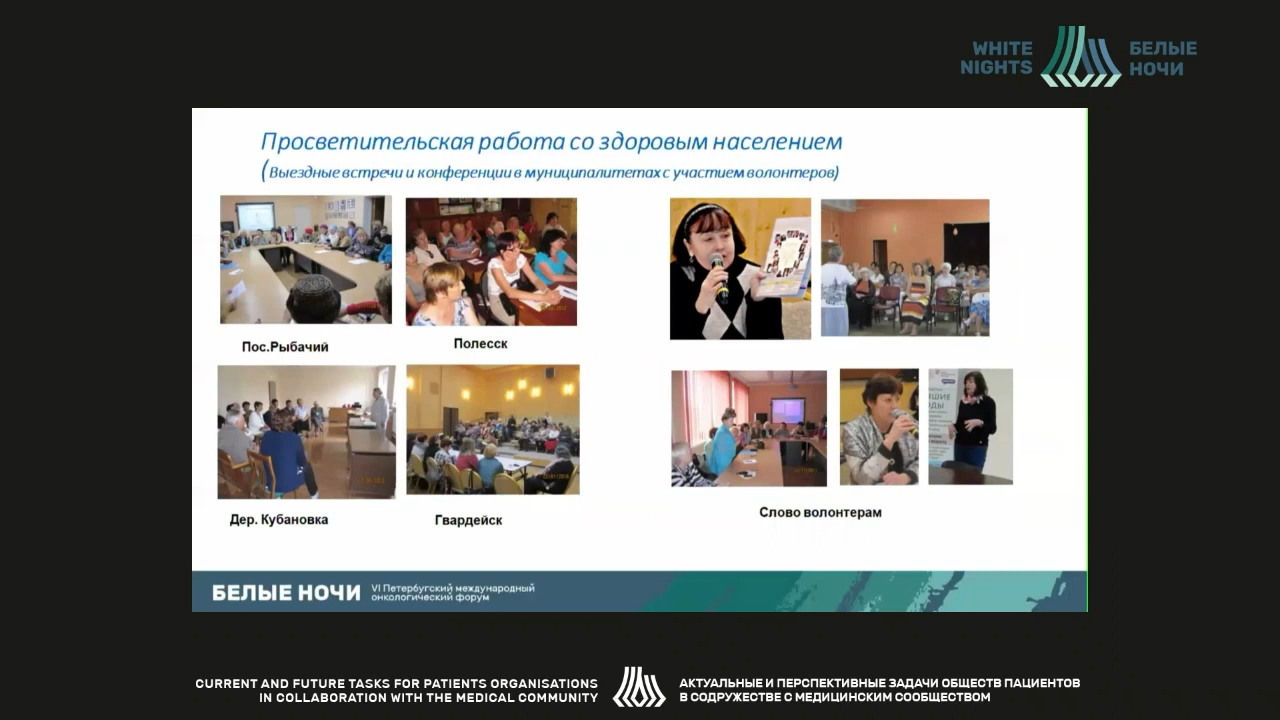 WHITE
NIGHTS
БЕЛЫЕ
НОЧИ
Просветительская работа со здоровым населением
(Выездные встречи и конференции в муниципалитетах с участием волонтеров)
Пос.Рыбачий
Полесск
Дер. Кубановка
Гвардейск
Слово волонтерам
БЕЛЫЕ НОЧИ
VI Петербургский международный
онкологический форум
CURRENT AND FUTURE TASKS FOR PATIENTS ORGANISATIONS
IN COLLABORATION WITH THE MEDICAL COMMUNITY
АКТУАЛЬНЫЕ И ПЕРСПЕКТИВНЫЕ ЗАДАЧИ ОБЩЕСТВ ПАЦИЕНТОВ
В СОДРУЖЕСТВЕ С МЕДИЦИНСКИМ СООБЩЕСТВОМ